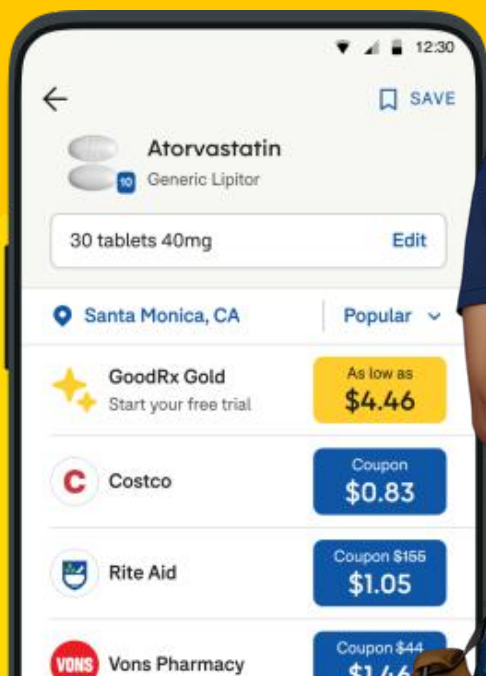 12:30
SAVE
Atorvastatin
10
Generic Lipitor
30 tablets 40mg
Edit
Santa Monica, CA
Popular
GoodRx Gold
Start your free trial
As low as
$4.46
C
Costco
Coupon
$0.83
Rite Aid
Coupon $155
$1.05
VONS
Vons Pharmacy
Coupon $44
$1.46